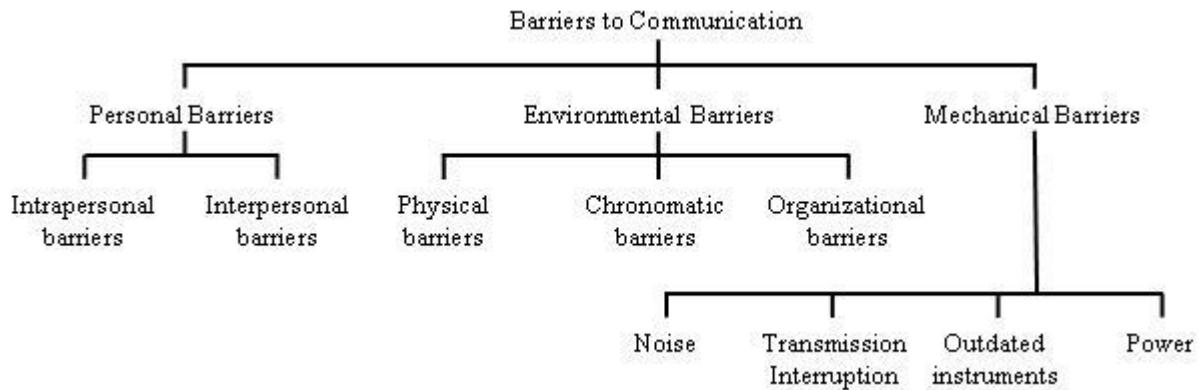 Barriers to Communication
Personal Barriers
Environmental Barriers
Mechanical Barriers
Intrapersonal
barriers
Interpersonal
barriers
Physical
barriers
Chronomatic
barriers
Organizational
barriers
Noise
Transmission
Interruption
Outdated
instruments
Power